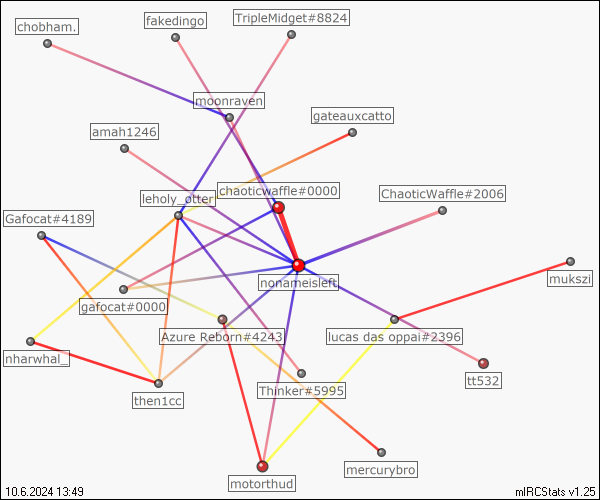 chobham.
fakedingo
TripleMidget#8824
moonraven
gateauxcatto
amah1246
chaoticwaffle#0000
ChaoticWaffle#2006
leholy_otter
Gafocat#4189
mukszi
nonameisleft
gafocat#0000
Azure Reborn#4243
lucas das oppai#2396
nharwhal_
tt532
Thinker#5995
then1cc
mercurybro
motorthud
10.6.2024 13:49
mIRCStats v1.25